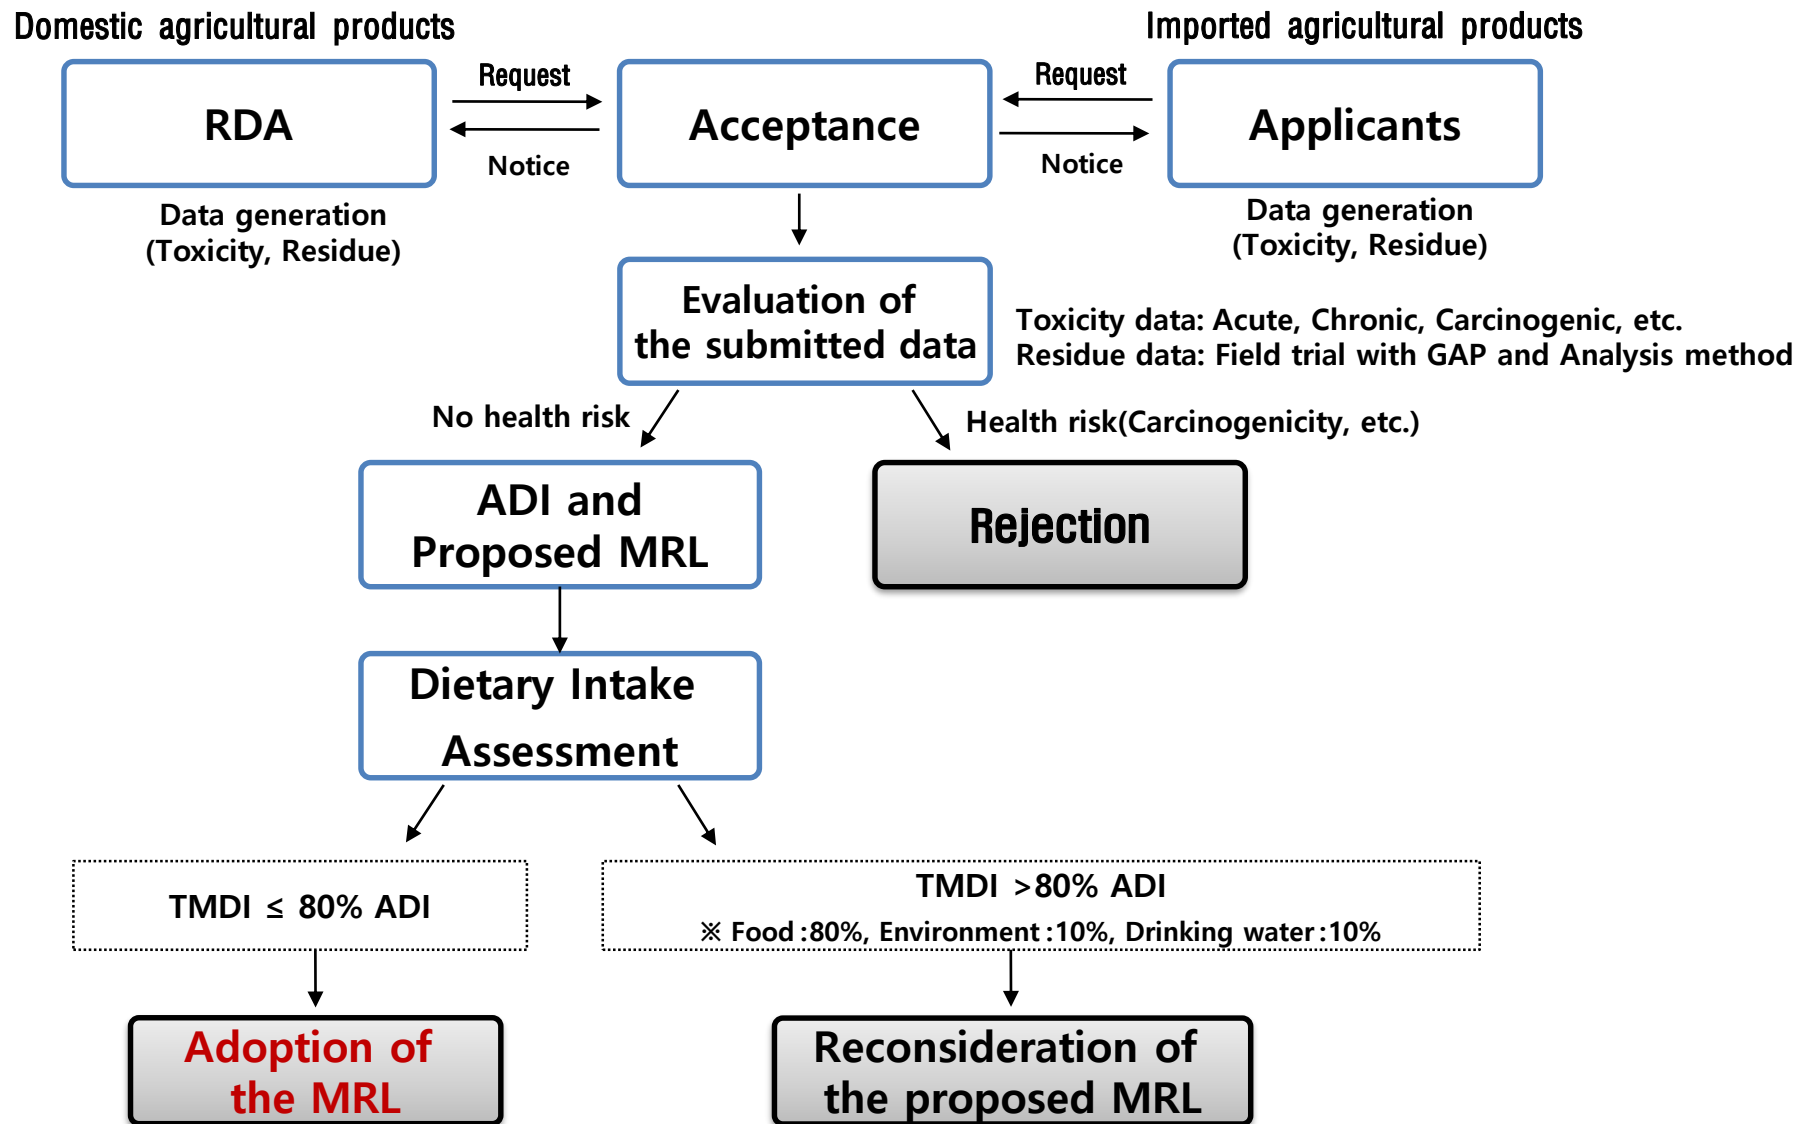 Domestic agricultural products
Imported agricultural products
RDA
Request
Notice
Acceptance
Request
Notice
Applicants
Data generation
(Toxicity, Residue)
Data generation
(Toxicity, Residue)
Evaluation of
the submitted data
Toxicity data: Acute, Chronic, Carcinogenic, etc.
Residue data: Field trial with GAP and Analysis method
No health risk
Health risk(Carcinogenicity, etc.)
ADI and
Proposed MRL
Rejection
Dietary Intake
Assessment
TMDI ≤ 80% ADI
TMDI >80% ADI
※ Food:80%, Environment:10%, Drinking water:10%
Adoption of
the MRL
Reconsideration of
the proposed MRL